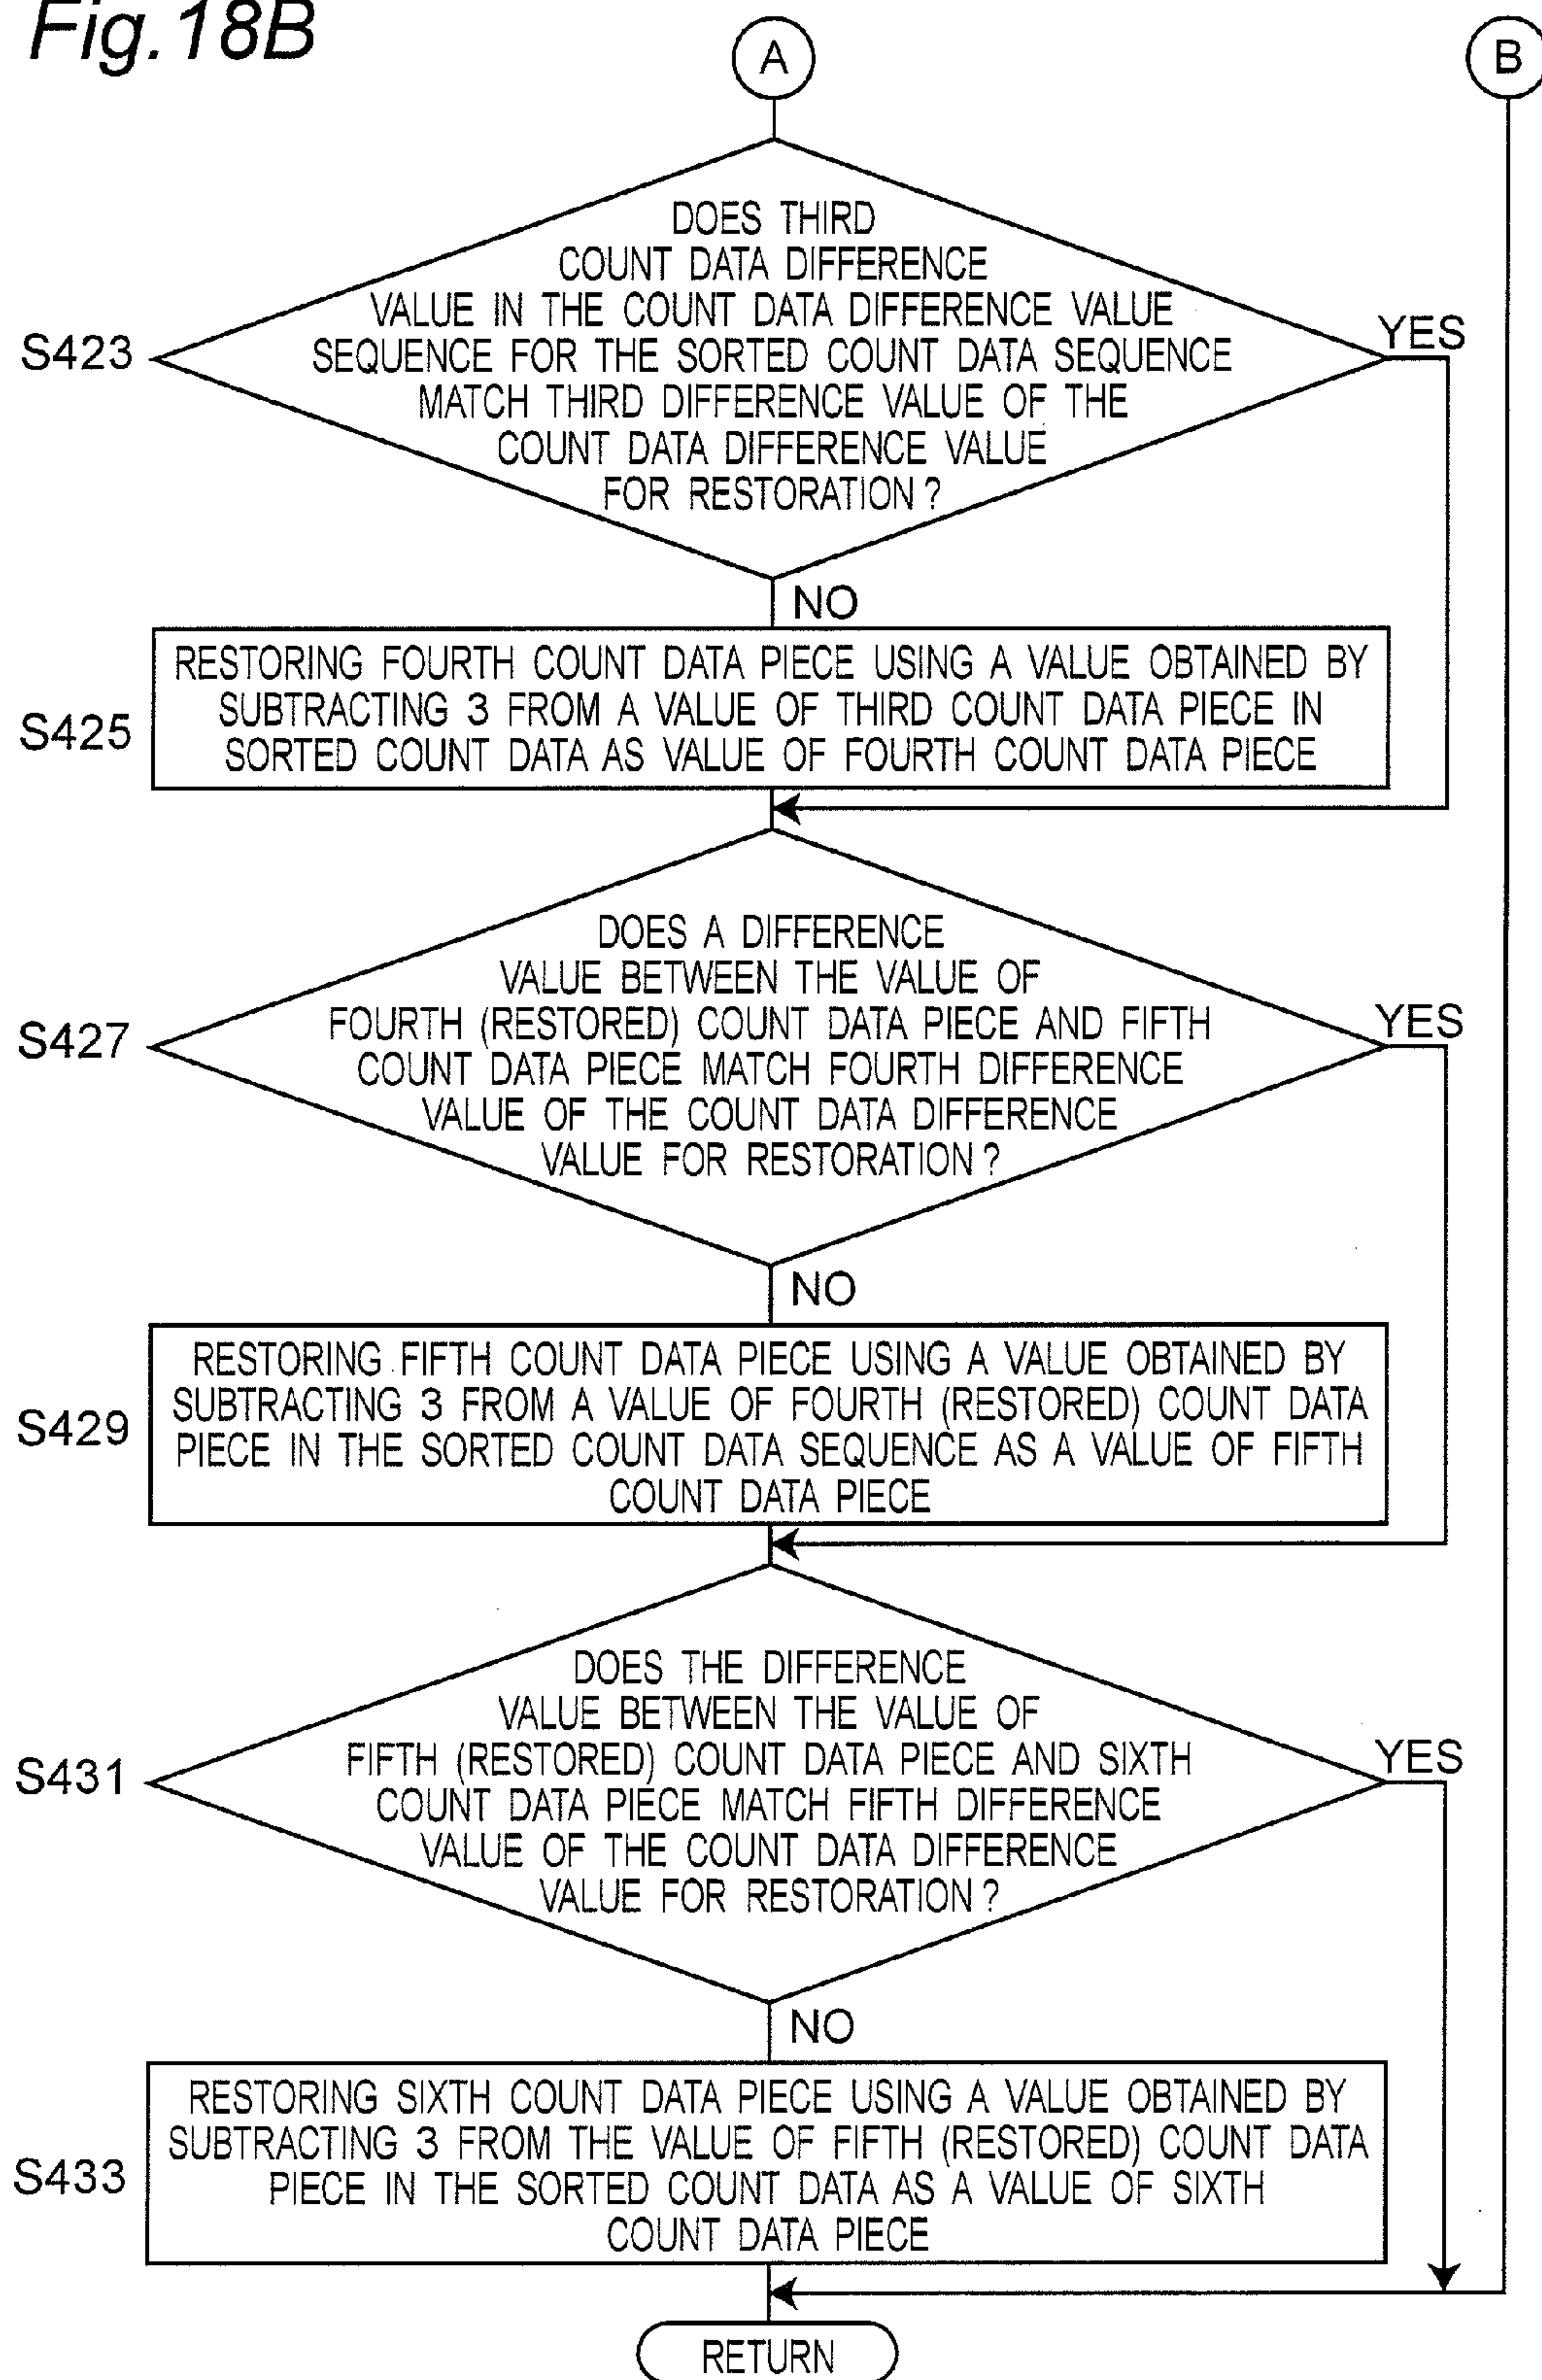 Fig.18B
A
B
DOES THIRD
COUNT DATA DIFFERENCE
VALUE IN THE COUNT DATA DIFFERENCE VALUE
SEQUENCE FOR THE SORTED COUNT DATA SEQUENCE
MATCH THIRD DIFFERENCE VALUE OF THE
COUNT DATA DIFFERENCE VALUE
FOR RESTORATION?
S423
YES
NO
RESTORING FOURTH COUNT DATA PIECE USING A VALUE OBTAINED BY
SUBTRACTING 3 FROM A VALUE OF THIRD COUNT DATA PIECE IN
SORTED COUNT DATA AS VALUE OF FOURTH COUNT DATA PIECE
S425
DOES A DIFFERENCE
VALUE BETWEEN THE VALUE OF
FOURTH (RESTORED) COUNT DATA PIECE AND FIFTH
COUNT DATA PIECE MATCH FOURTH DIFFERENCE
VALUE OF THE COUNT DATA DIFFERENCE
VALUE FOR RESTORATION?
S427
YES
NO
RESTORING FIFTH COUNT DATA PIECE USING A VALUE OBTAINED BY
SUBTRACTING 3 FROM A VALUE OF FOURTH (RESTORED) COUNT DATA
PIECE IN THE SORTED COUNT DATA SEQUENCE AS A VALUE OF FIFTH
COUNT DATA PIECE
S429
DOES THE DIFFERENCE
VALUE BETWEEN THE VALUE OF
FIFTH (RESTORED) COUNT DATA PIECE AND SIXTH
COUNT DATA PIECE MATCH FIFTH DIFFERENCE
VALUE OF THE COUNT DATA DIFFERENCE
VALUE FOR RESTORATION?
S431
YES
NO
RESTORING SIXTH COUNT DATA PIECE USING A VALUE OBTAINED BY
SUBTRACTING 3 FROM THE VALUE OF FIFTH (RESTORED) COUNT DATA
PIECE IN THE SORTED COUNT DATA AS A VALUE OF SIXTH
COUNT DATA PIECE
S433
RETURN